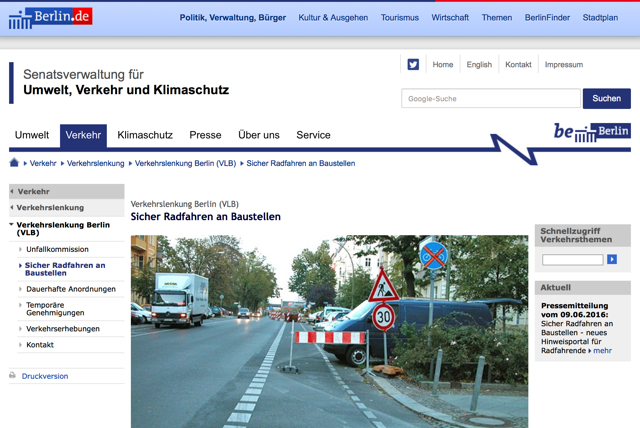 Berlin.de
Politik, Verwaltung, Bürger
Kultur & Ausgehen
Tourismus
Wirtschaft
Themen
BerlinFinder
Stadtplan
Senatsverwaltung für
Umwelt, Verkehr und Klimaschutz
Home
English
Kontakt
Impressum
Google-Suche
Suchen
Umwelt
Verkehr
Klimaschutz
Presse
Über uns
Service
be Berlin
Verkehr
Verkehrslenkung
Verkehrslenkung Berlin (VLB)
Sicher Radfahren an Baustellen
Verkehr
Verkehrslenkung
Verkehrslenkung Berlin
(VLB)
Unfallkommission
Sicher Radfahren an
Baustellen
Dauerhafte Anordnungen
Temporäre
Genehmigungen
Verkehrserhebungen
Kontakt
Druckversion
Verkehrslenkung Berlin (VLB)
Sicher Radfahren an Baustellen
30
Schnellzugriff
Verkehrsthemen
Aktuell
Pressemitteilung
vom 09.06.2016:
Sicher Radfahren an
Baustellen - neues
Hinweisportal für
Radfahrende mehr